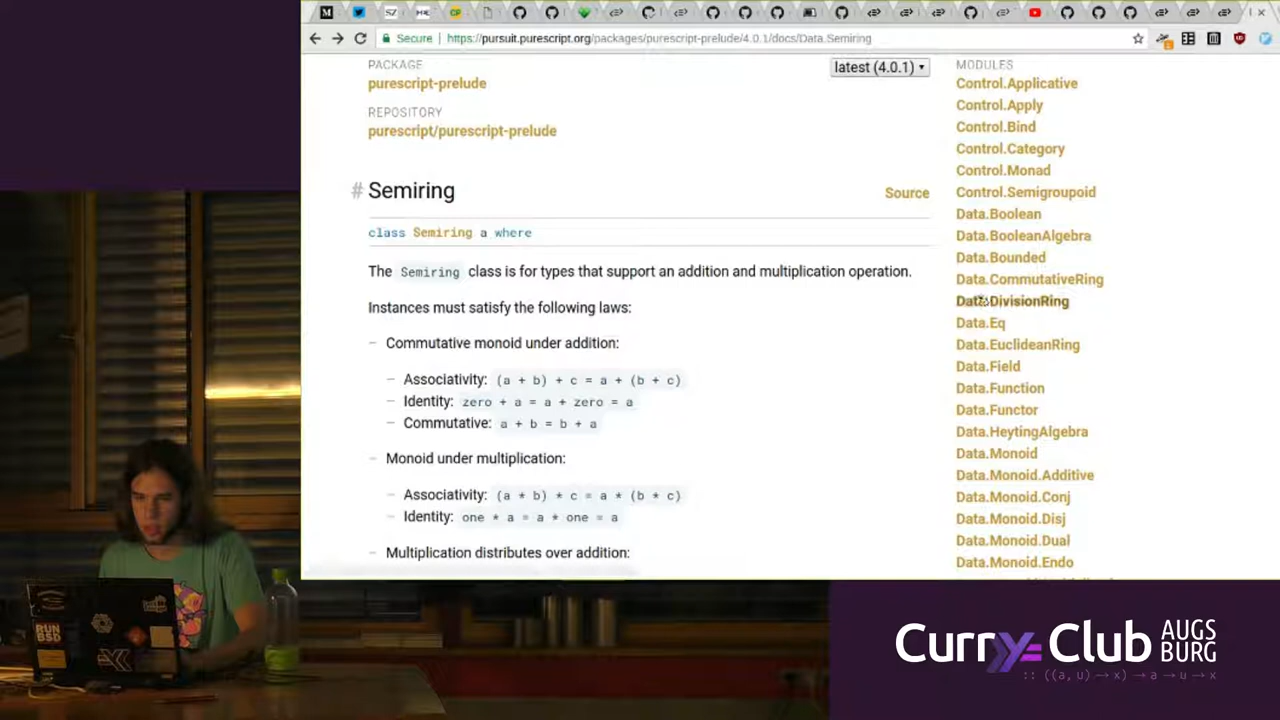 Secure
https://pursuit.purescript.org/packages/purescript-prelude/4.0.1/docs/Data.Semiring
PACKAGE
purescript-prelude
latest (4.0.1)
REPOSITORY
purescript/purescript-prelude
# Semiring
Source
class Semiring a where
The Semiring class is for types that support an addition and multiplication operation.
Instances must satisfy the following laws:
– Commutative monoid under addition:
– Associativity: (a + b) + c = a + (b + c)
– Identity: zero + a = a + zero = a
– Commutative: a + b = b + a
– Monoid under multiplication:
– Associativity: (a * b) * c = a * (b * c)
– Identity: one * a = a * one = a
– Multiplication distributes over addition:
MODULES
Control.Applicative
Control.Apply
Control.Bind
Control.Category
Control.Monad
Control.Semigroupoid
Data.Boolean
Data.BooleanAlgebra
Data.Bounded
Data.CommutativeRing
Data.DivisionRing
Data.Eq
Data.EuclideanRing
Data.Field
Data.Function
Data.Functor
Data.HeytingAlgebra
Data.Monoid
Data.Monoid.Additive
Data.Monoid.Conj
Data.Monoid.Disj
Data.Monoid.Dual
Data.Monoid.Endo
RUN
BSD
Curry Club AUGS
BURG
:: ((a, u) → x) → a → u → x